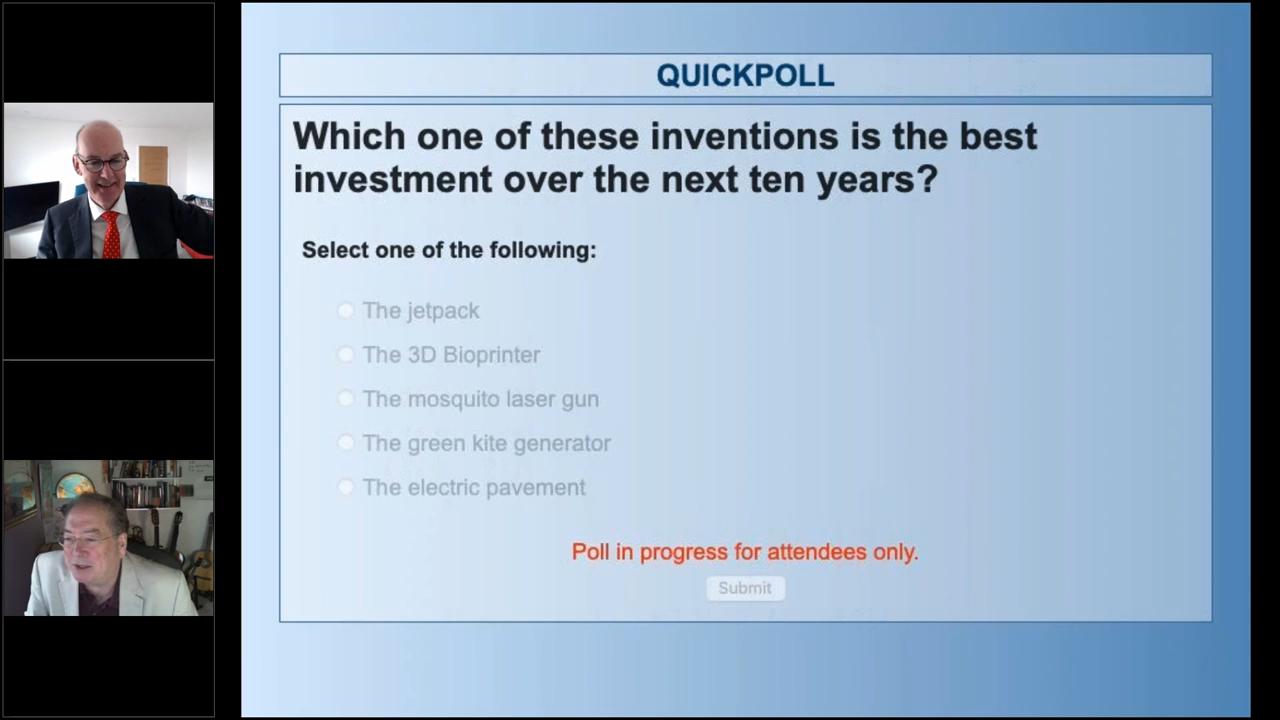 QUICKPOLL
Which one of these inventions is the best
investment over the next ten years?
Select one of the following:
The jetpack
The 3D Bioprinter
The mosquito laser gun
The green kite generator
The electric pavement
Poll in progress for attendees only.
Submit